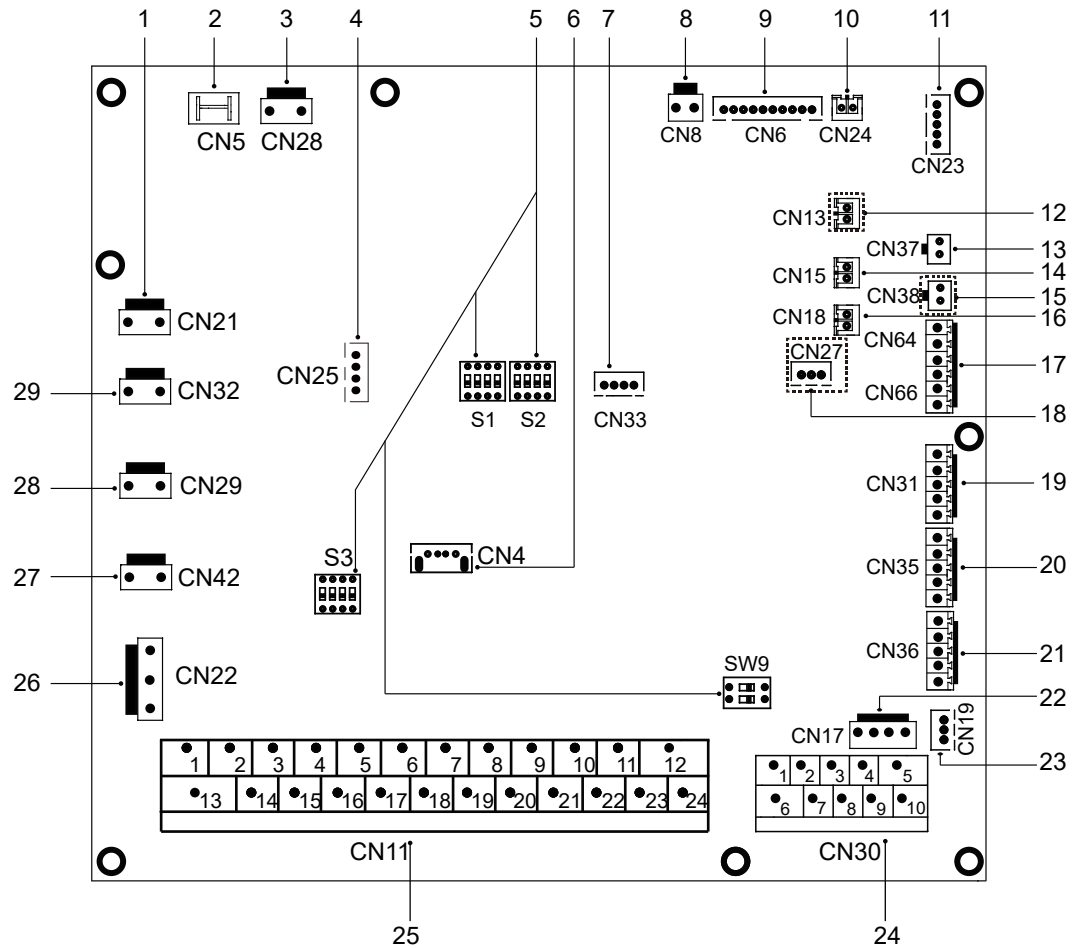 1 2 3 4 5 6 7 8 9 10 11
CN5 CN28 CN8 CN6 CN24 CN23
CN13 12
CN37 13
CN15 14
CN38 15
CN18 16
CN21 CN64
CN27
CN25 17
29 CN32 CN66
18
S1 S2 CN33
28 CN29 CN31 19
S3 CN4 CN35 20
27 CN42
CN36 21
SW9
26 CN22 22
CN17 CN19
23
1 2 3 4 5 6 7 8 9 10 11 12
13 14 15 16 17 18 19 20 21 22 23 24
1 2 3 4 5
6 7 8 9 10
CN11 CN30
25 24